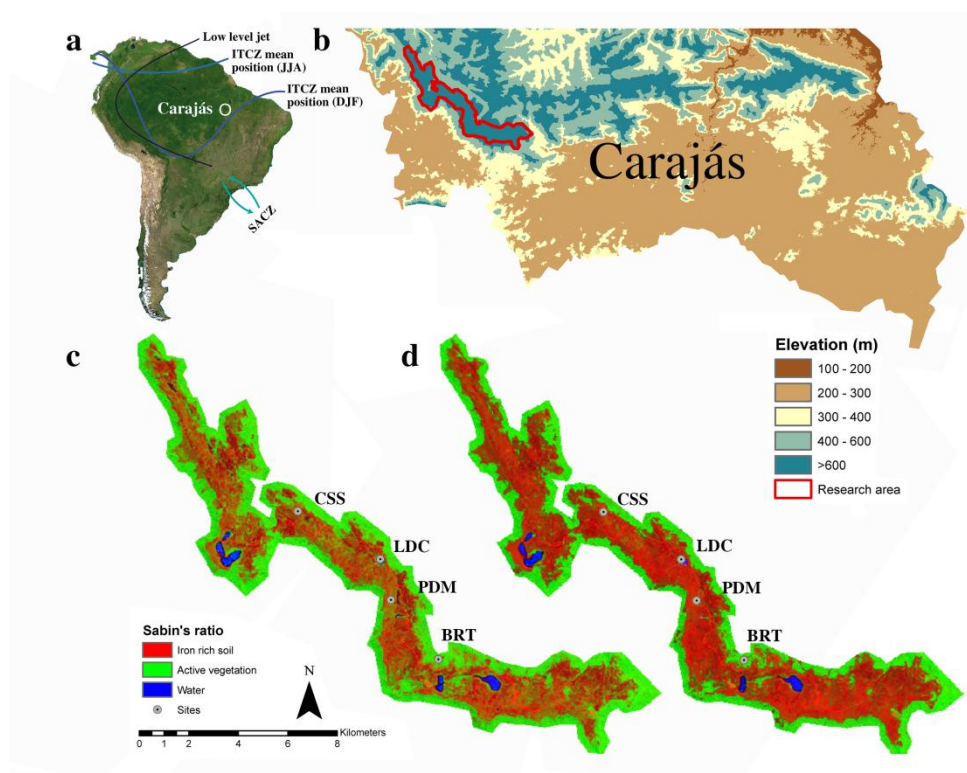 a
Low level jet
ITCZ mean
position (JJA)
ITCZ mean
position (DJF)
Carajás
SACZ
b
Carajás
Elevation (m)
100 - 200
200 - 300
300 - 400
400 - 600
>600
Research area
c
CSS
LDC
PDM
BRT
d
CSS
LDC
PDM
BRT
Sabin's ratio
Iron rich soil
Active vegetation
Water
Sites
N
Kilometers
0 1 2 4 6 8